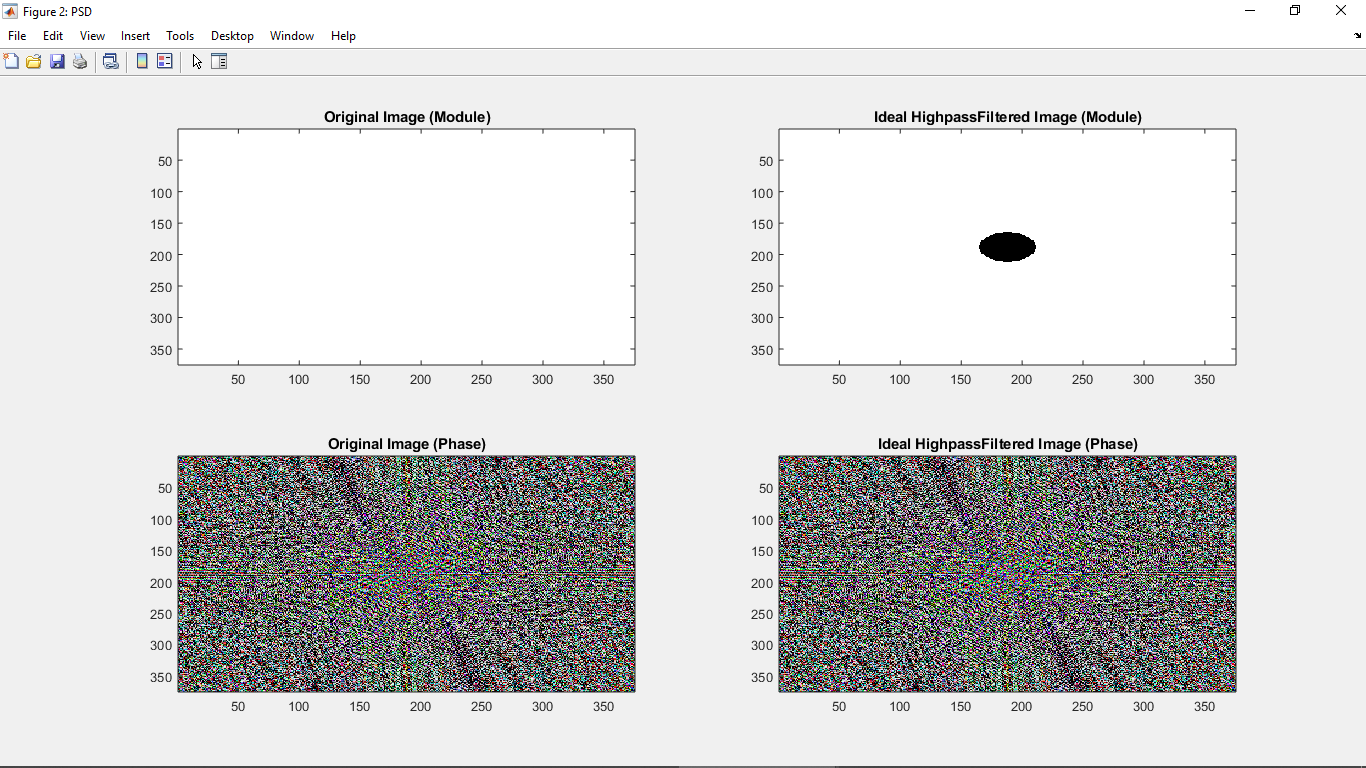 Figure 2: PSD
File Edit View Insert Tools Desktop Window Help
Original Image (Module)
50
100
150
200
250
300
350
50 100 150 200 250 300 350
Ideal HighpassFiltered Image (Module)
50
100
150
200
250
300
350
50 100 150 200 250 300 350
Original Image (Phase)
50
100
150
200
250
300
350
50 100 150 200 250 300 350
Ideal HighpassFiltered Image (Phase)
50
100
150
200
250
300
350
50 100 150 200 250 300 350